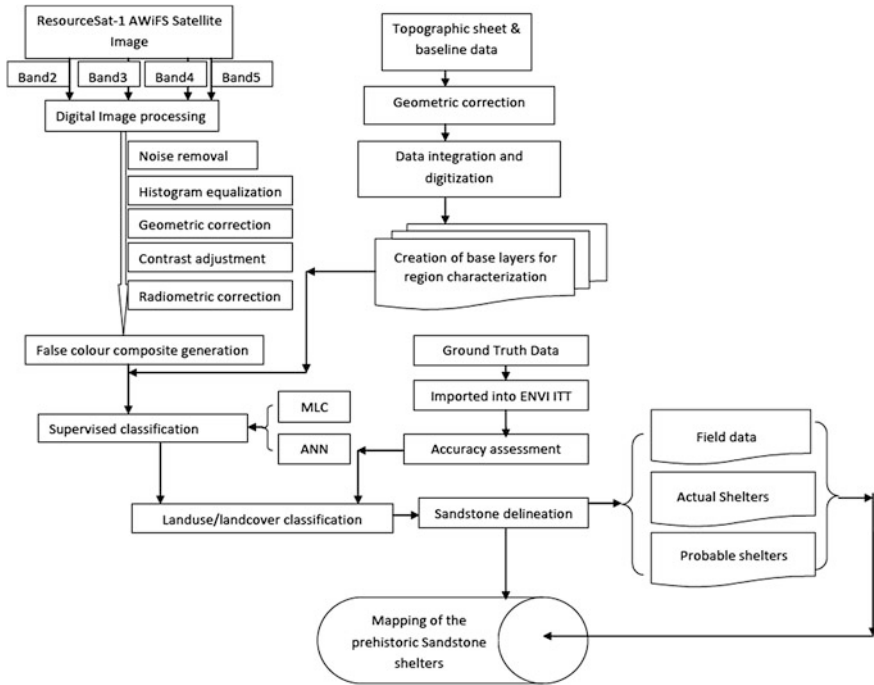 ResourceSat-1 AWiFS Satellite
Image
Band2
Band3
Band4
Band5
Digital Image processing
Noise removal
Histogram equalization
Geometric correction
Contrast adjustment
Radiometric correction
False colour composite generation
Topographic sheet &
baseline data
Geometric correction
Data integration and
digitization
Creation of base layers for
region characterization
Ground Truth Data
Imported into ENVI ITT
Accuracy assessment
Supervised classification
MLC
ANN
Landuse/landcover classification
Sandstone delineation
Field data
Actual Shelters
Probable shelters
Mapping of the
prehistoric Sandstone
shelters